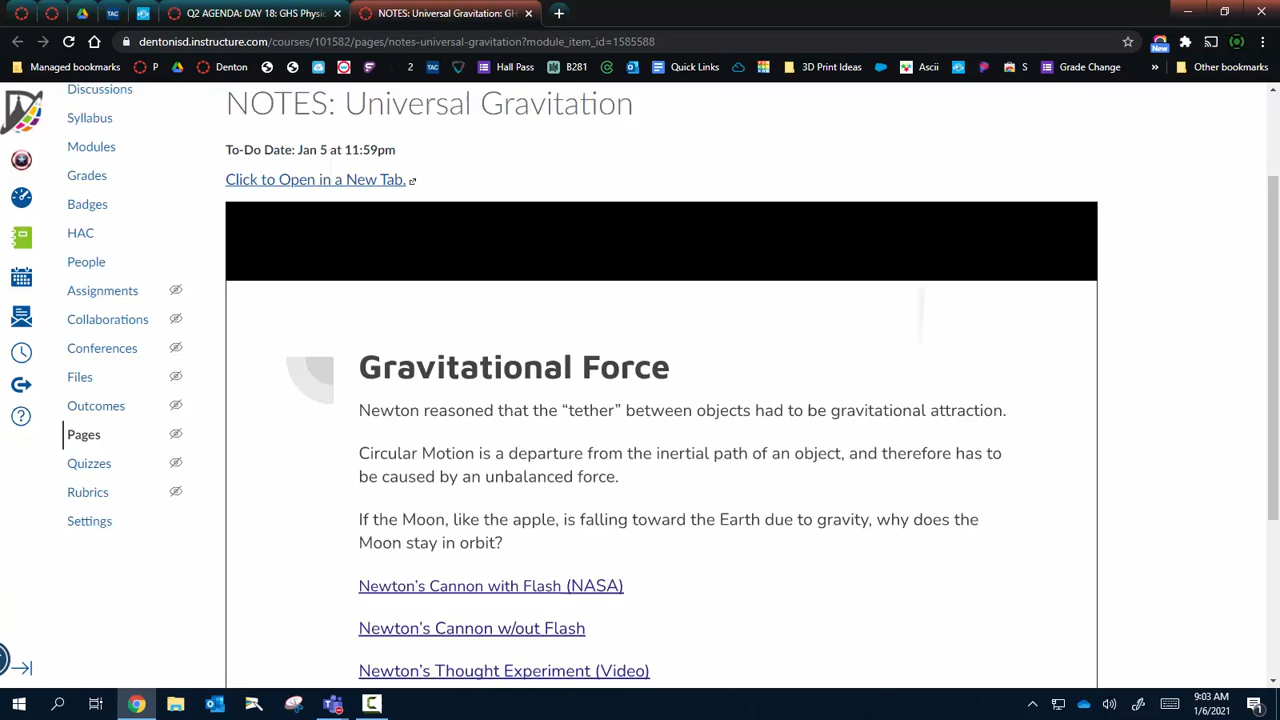 Q2 AGENDA: DAY 18: GHS Physi
NOTES: Universal Gravitation: GH
dentonisd.instructure.com/courses/101582/pages/notes-universal-gravitation?module_item_id=1585588
New
Managed bookmarks P Denton 2 TAC Hall Pass B281 Quick Links 3D Print Ideas Ascii S Grade Change » Other bookmarks
Discussions
Syllabus
Modules
Grades
Badges
HAC
People
Assignments
Collaborations
Conferences
Files
Outcomes
Pages
Quizzes
Rubrics
Settings
NOTES: Universal Gravitation
To-Do Date: Jan 5 at 11:59pm
Click to Open in a New Tab.
Gravitational Force
Newton reasoned that the “tether” between objects had to be gravitational attraction.
Circular Motion is a departure from the inertial path of an object, and therefore has to
be caused by an unbalanced force.
If the Moon, like the apple, is falling toward the Earth due to gravity, why does the
Moon stay in orbit?
Newton’s Cannon with Flash (NASA)
Newton’s Cannon w/out Flash
Newton’s Thought Experiment (Video)
9:03 AM
1/6/2021